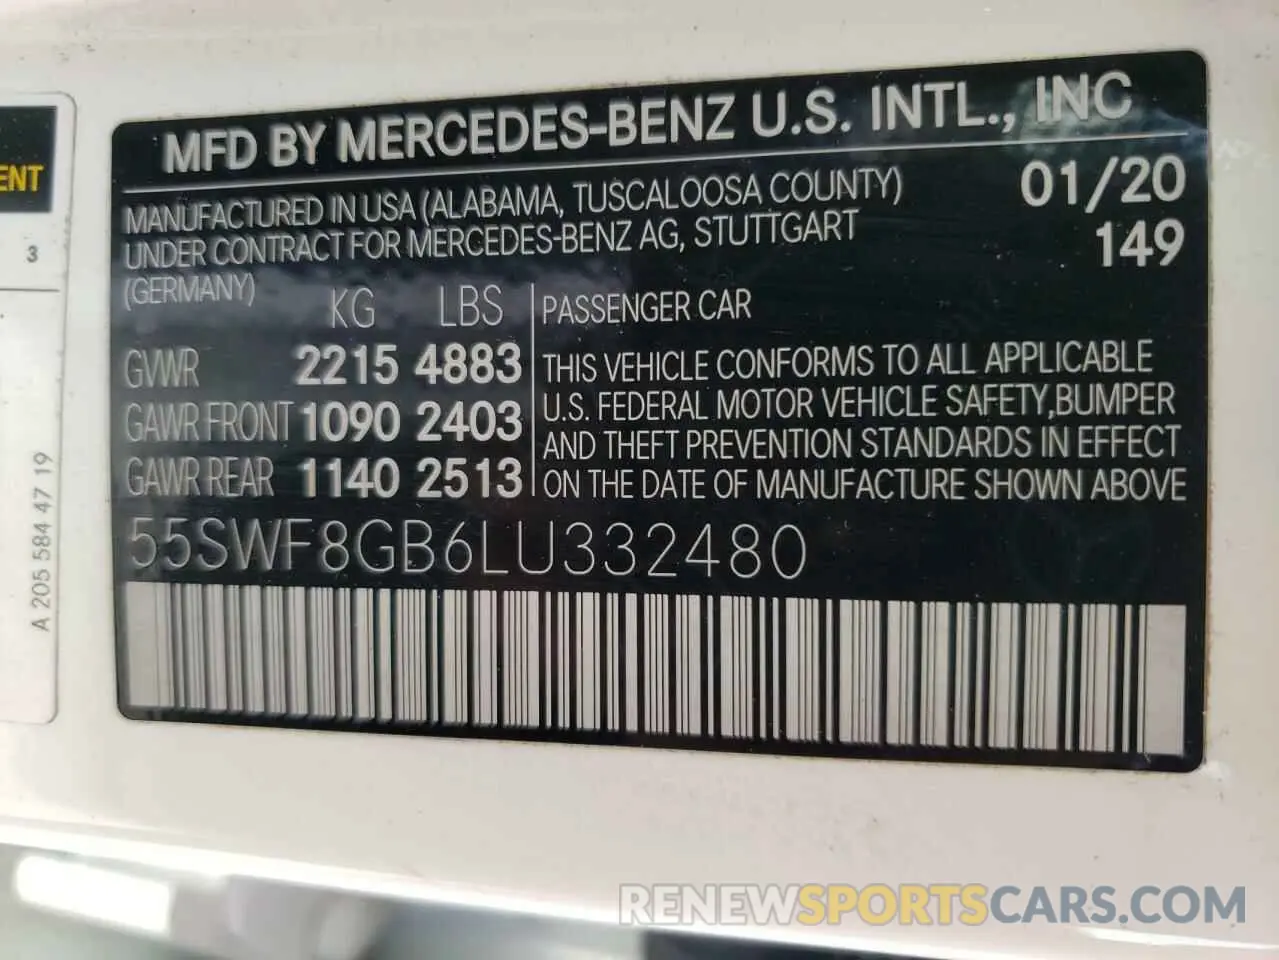 MFD BY MERCEDES-BENZ U.S. INTL., INC
MANUFACTURED IN USA (ALABAMA, TUSCALOOSA COUNTY) 01/20
UNDER CONTRACT FOR MERCEDES-BENZ AG, STUTTGART 149
(GERMANY)
KG LBS
GVWR 2215 4883
GAWR FRONT 1090 2403
GAWR REAR 1140 2513
PASSENGER CAR
THIS VEHICLE CONFORMS TO ALL APPLICABLE
U.S. FEDERAL MOTOR VEHICLE SAFETY,BUMPER
AND THEFT PREVENTION STANDARDS IN EFFECT
ON THE DATE OF MANUFACTURE SHOWN ABOVE
55SWF8GB6LU332480
ENT
3
A 205 584 47 19
RENEWSPORTSCARS.COM